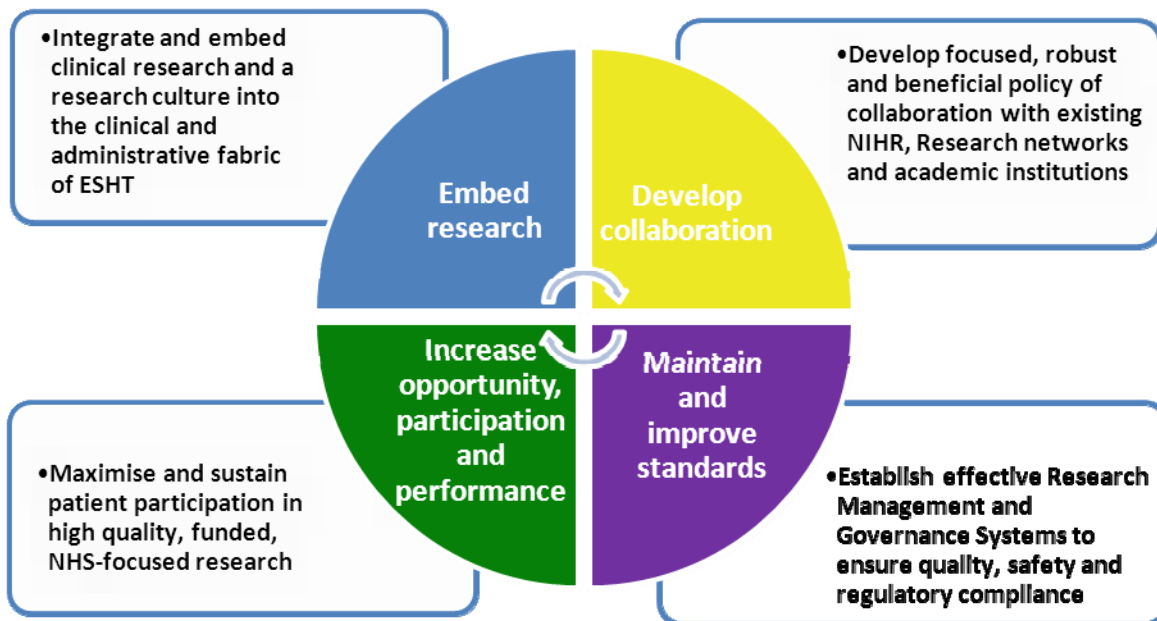 •Integrate and embed
clinical research and a
research culture into
the clinical and
administrative fabric
of ESHT
•Develop focused, robust
and beneficial policy of
collaboration with existing
NIHR, Research networks
and academic institutions
Embed
research
Develop
collaboration
Increase
opportunity,
participation
and
performance
Maintain
and
improve
standards
•Maximise and sustain
patient participation in
high quality, funded,
NHS-focused research
•Establish effective Research
Management and
Governance Systems to
ensure quality, safety and
regulatory compliance